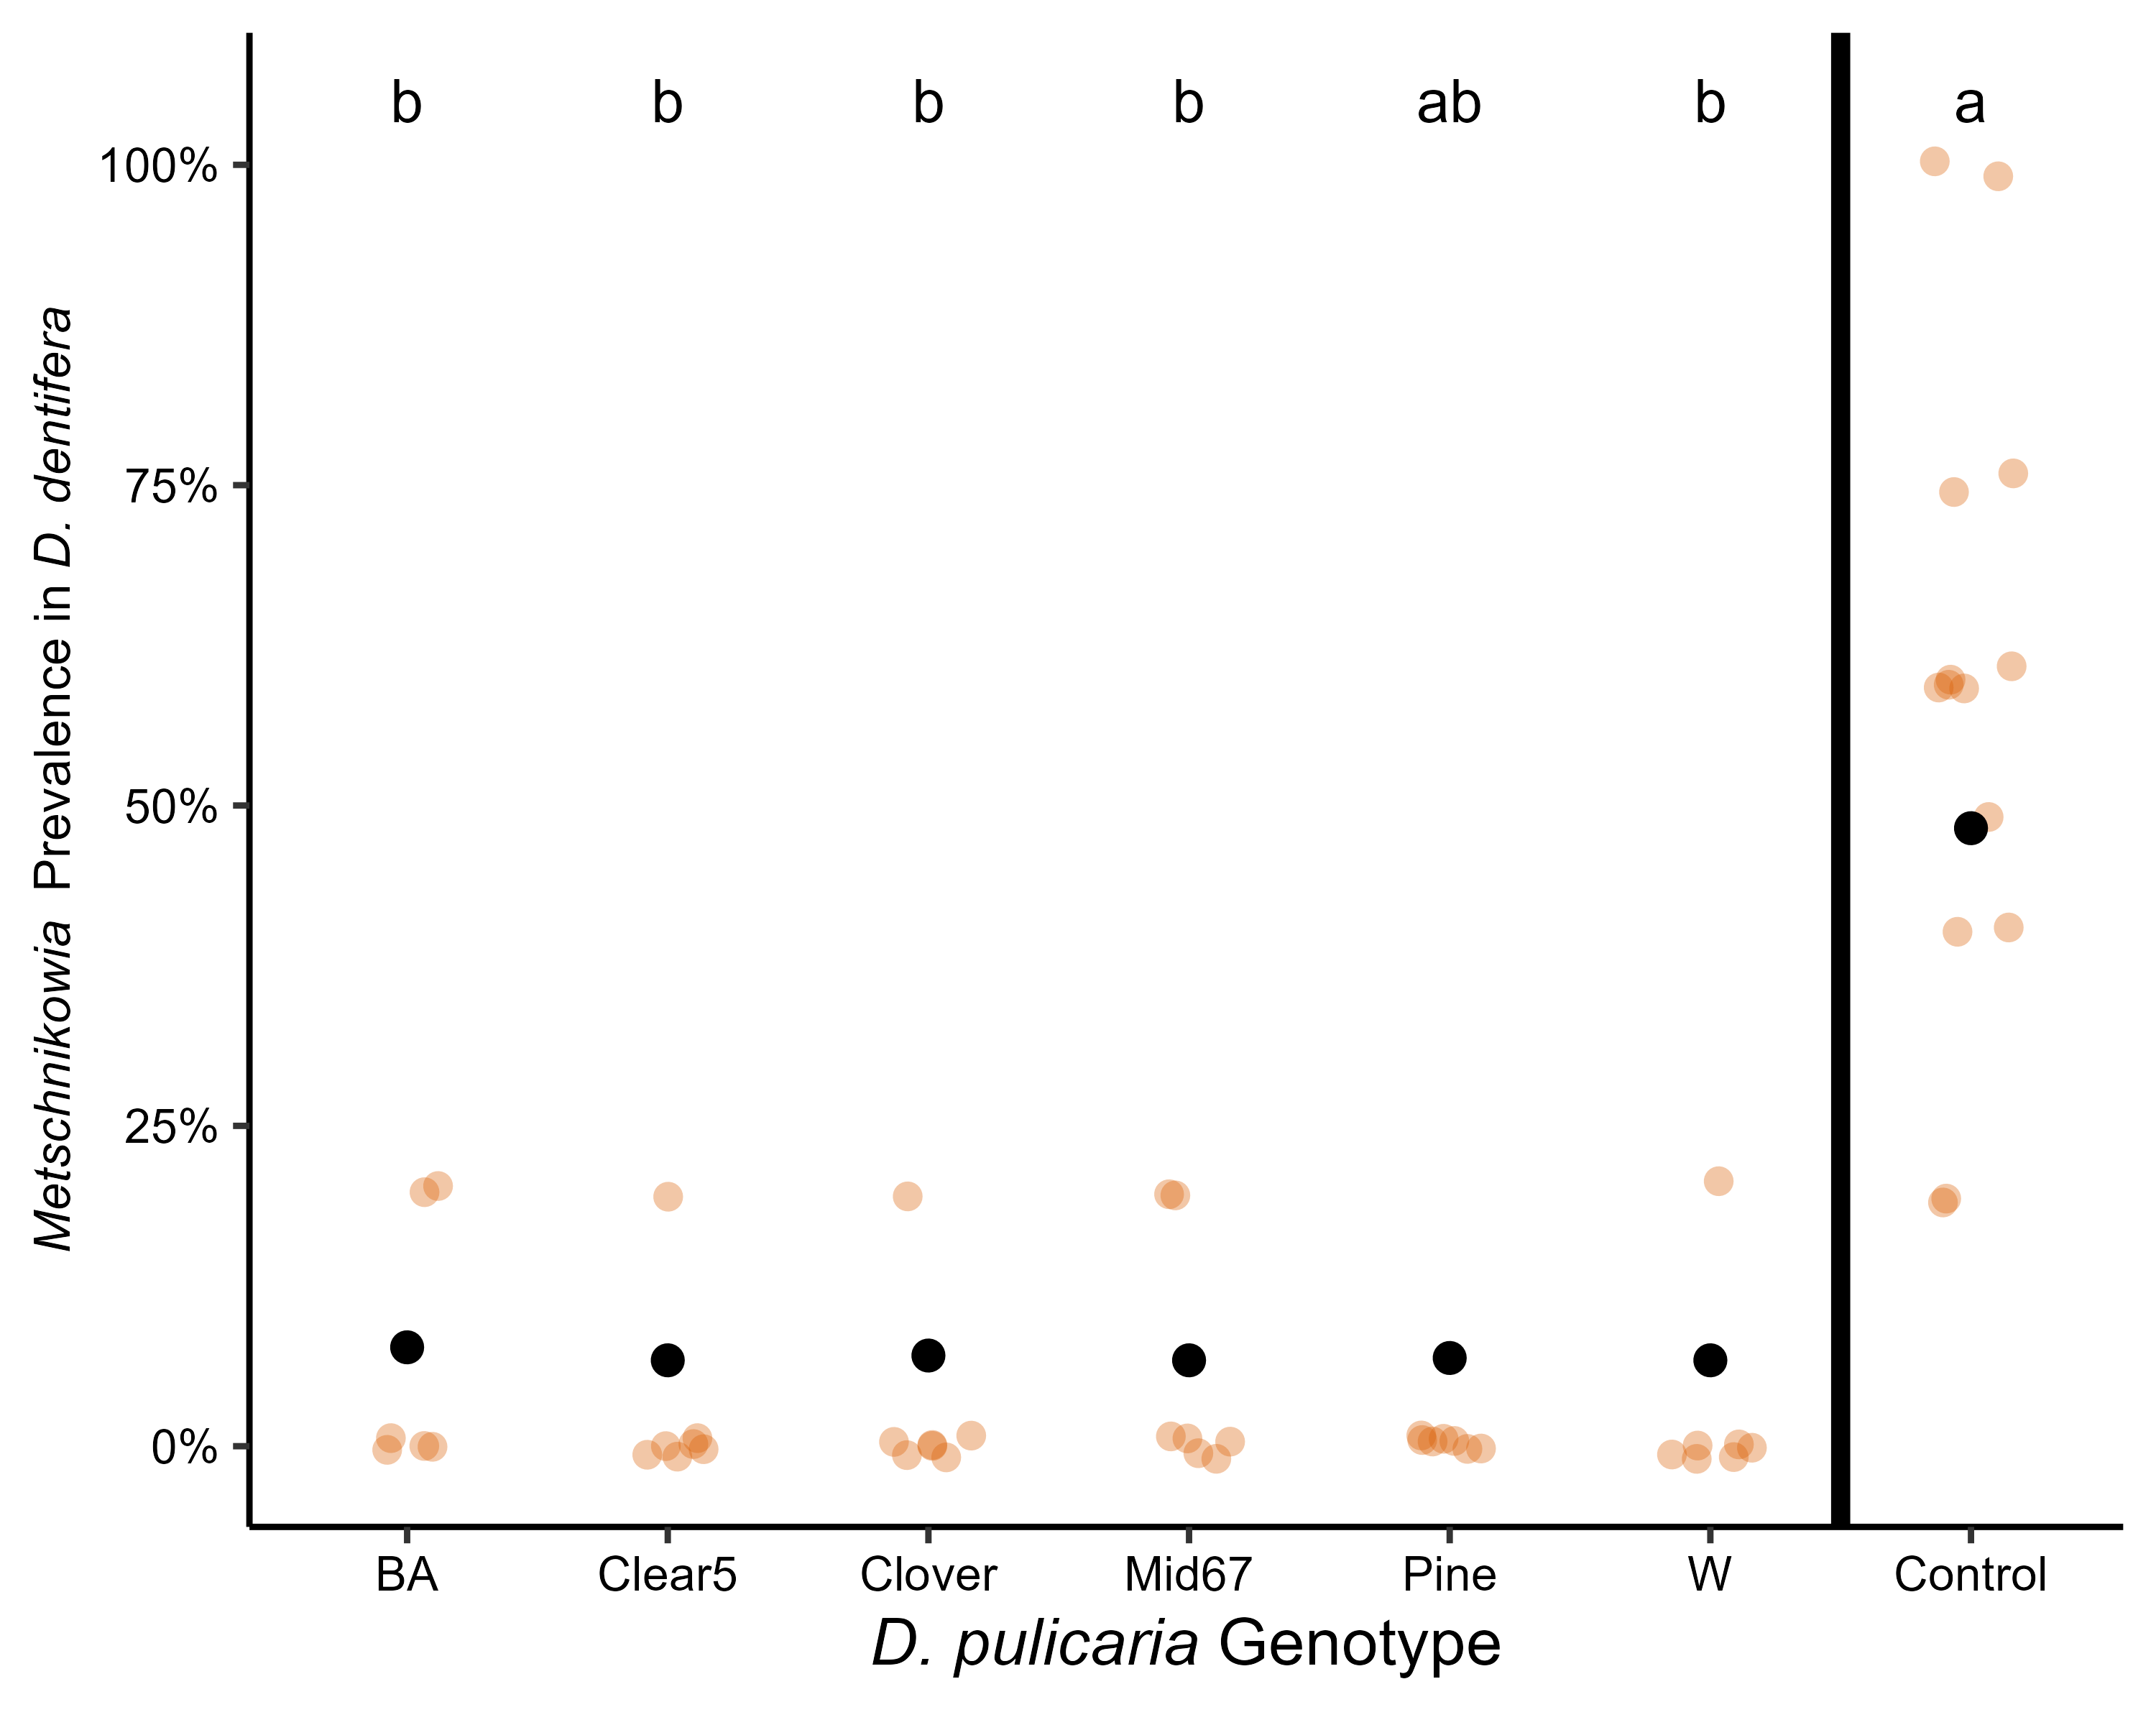 b b b b ab b a
100%
75%
50%
25%
0%
Metschnikowia Prevalence in D. dentifera
BA Clear5 Clover Mid67 Pine W Control
D. pulicaria Genotype